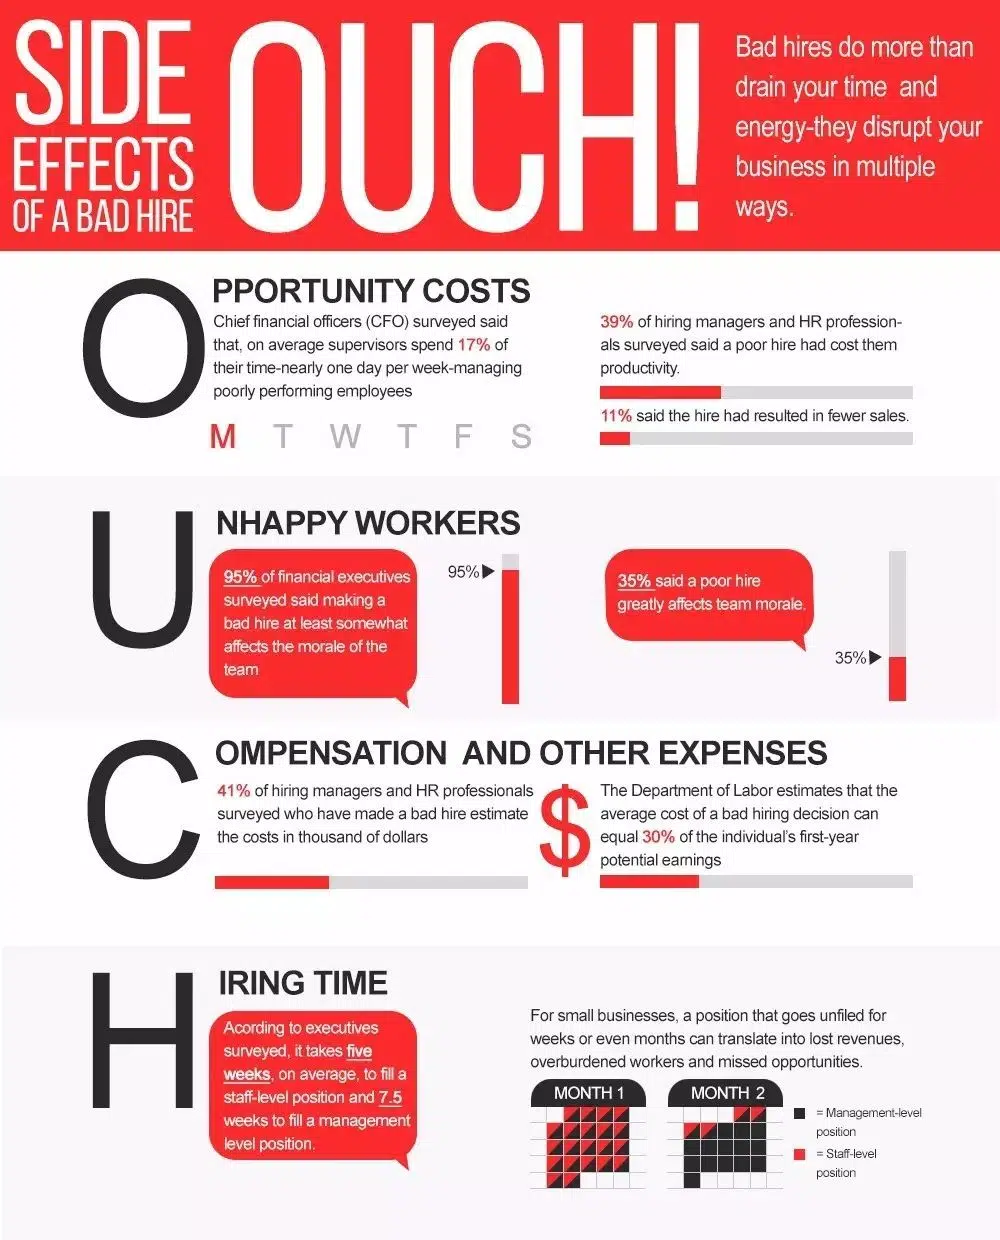 SIDE
EFFECTS
OF A BAD HIRE
OUCH!
Bad hires do more than
drain your time and
energy-they disrupt your
business in multiple
ways.
OPPORTUNITY COSTS
Chief financial officers (CFO) surveyed said
that, on average supervisors spend 17% of
their time-nearly one day per week-managing
poorly performing employees
M T W T F S
39% of hiring managers and HR profession-
als surveyed said a poor hire had cost them
productivity.
11% said the hire had resulted in fewer sales.
UNHAPPY WORKERS
95% of financial executives
surveyed said making a
bad hire at least somewhat
affects the morale of the
team
95%
35% said a poor hire
greatly affects team morale.
35%
COMPENSATION AND OTHER EXPENSES
41% of hiring managers and HR professionals
surveyed who have made a bad hire estimate
the costs in thousand of dollars
$
The Department of Labor estimates that the
average cost of a bad hiring decision can
equal 30% of the individual's first-year
potential earnings
HIRING TIME
Acording to executives
surveyed, it takes five
weeks, on average, to fill a
staff-level position and 7.5
weeks to fill a management
level position.
For small businesses, a position that goes unfiled for
weeks or even months can translate into lost revenues,
overburdened workers and missed opportunities.
MONTH 1
MONTH 2
= Management-level
position
= Staff-level
position